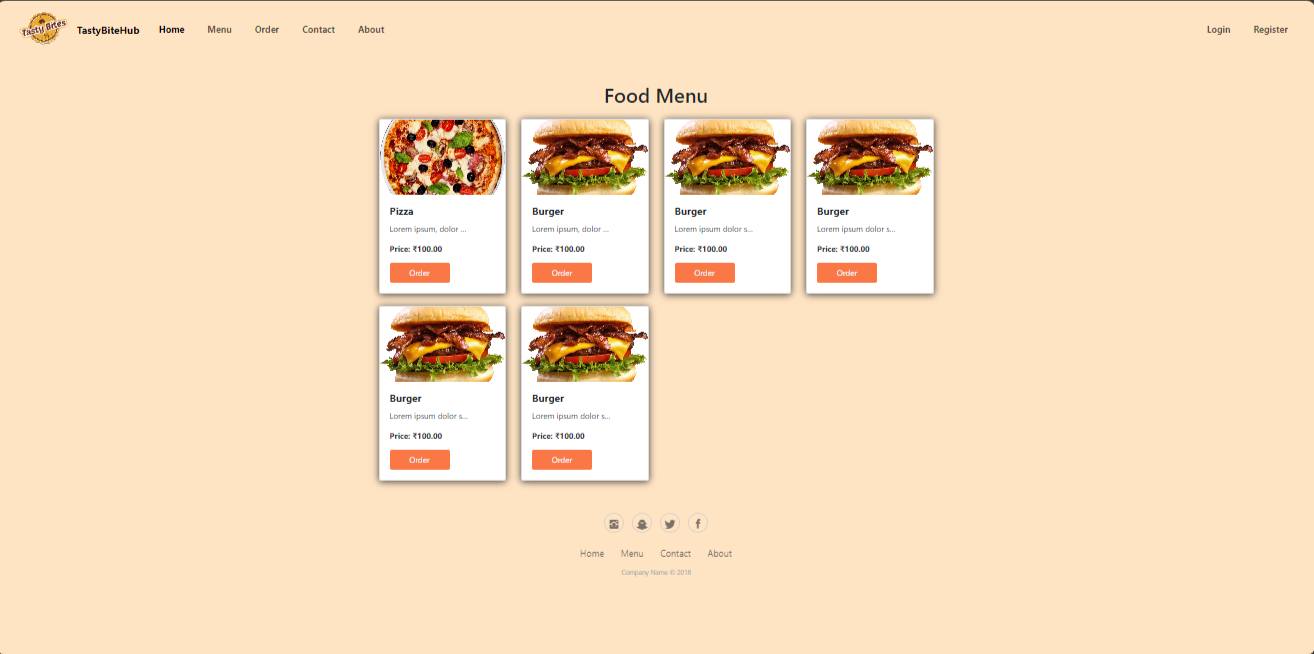 Tasty Bites
TastyBiteHub Home Menu Order Contact About Login Register
Food Menu
Pizza
Lorem ipsum, dolor ...
Price: ₹100.00
Order
Burger
Lorem ipsum, dolor ...
Price: ₹100.00
Order
Burger
Lorem ipsum dolor s...
Price: ₹100.00
Order
Burger
Lorem ipsum dolor s...
Price: ₹100.00
Order
Burger
Lorem ipsum dolor s...
Price: ₹100.00
Order
Burger
Lorem ipsum dolor s...
Price: ₹100.00
Order
Home Menu Contact About
Company Name © 2018